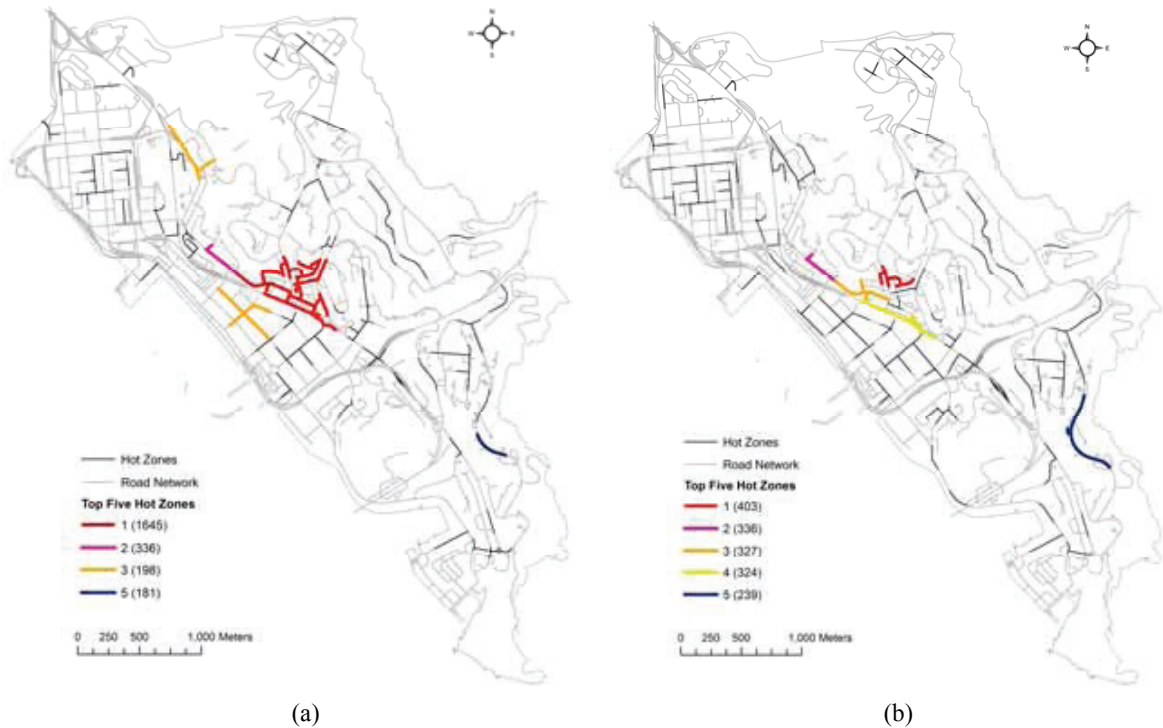 N
W E
S
Hot Zones
Road Network
Top Five Hot Zones
1 (1645)
2 (336)
3 (198)
5 (181)
0 250 500 1,000 Meters
(a)
N
W E
S
Hot Zones
Road Network
Top Five Hot Zones
1 (403)
2 (336)
3 (327)
4 (324)
5 (239)
0 250 500 1,000 Meters
(b)